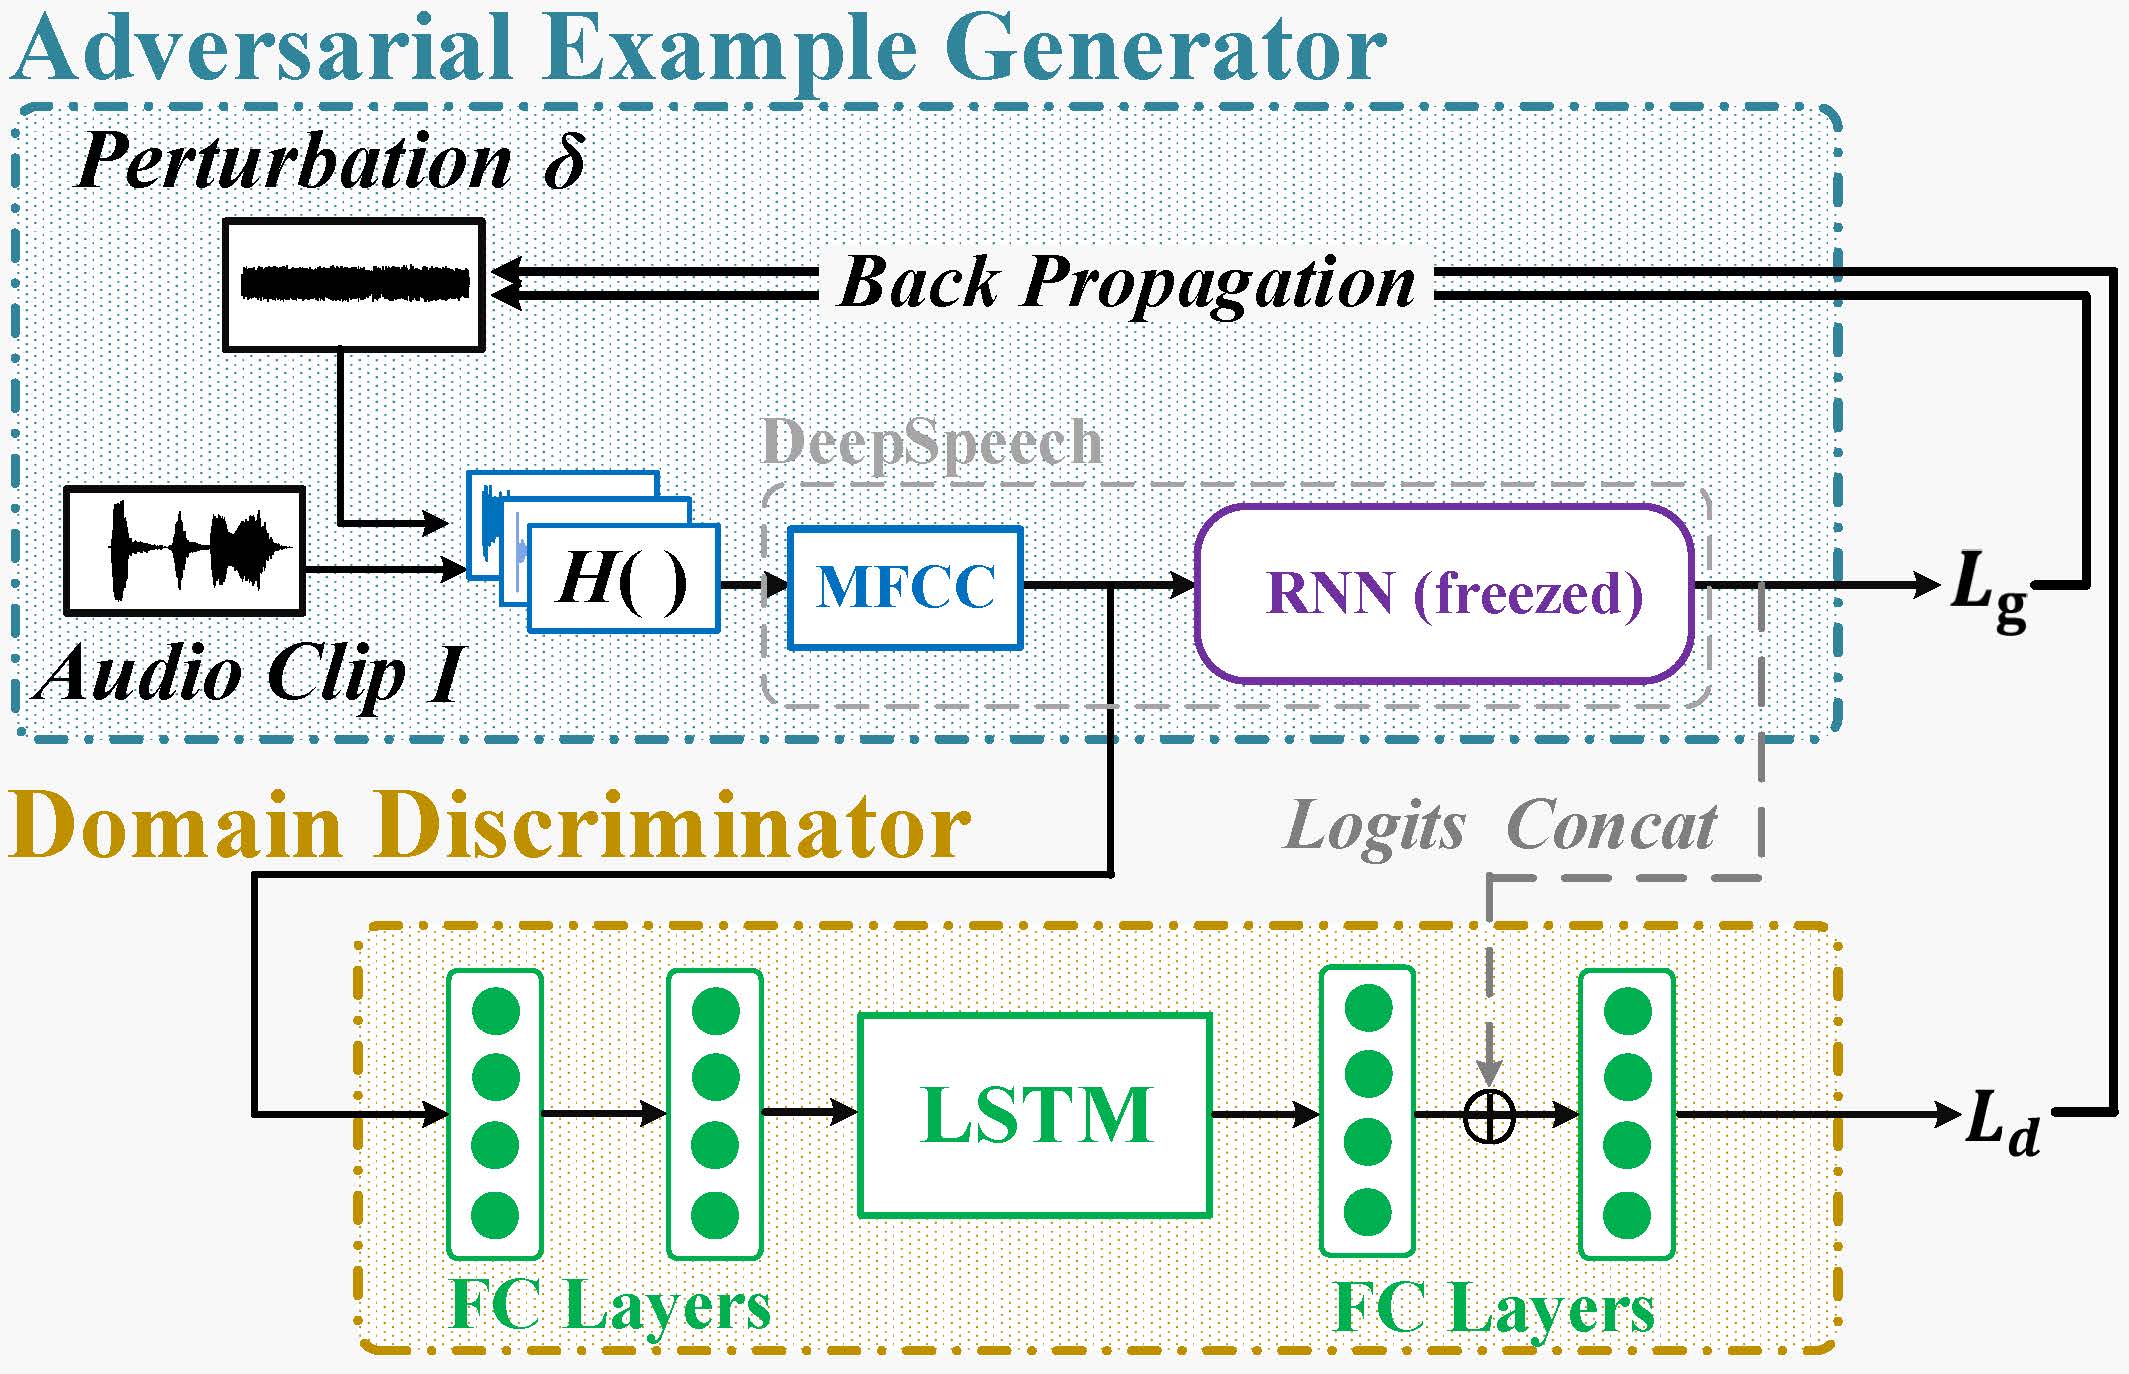 Adversarial Example Generator
Perturbation δ
Back Propagation
DeepSpeech
H( )
MFCC
RNN (freezed)
L_g
Audio Clip I
Domain Discriminator
Logits Concat
LSTM
L_d
FC Layers
FC Layers